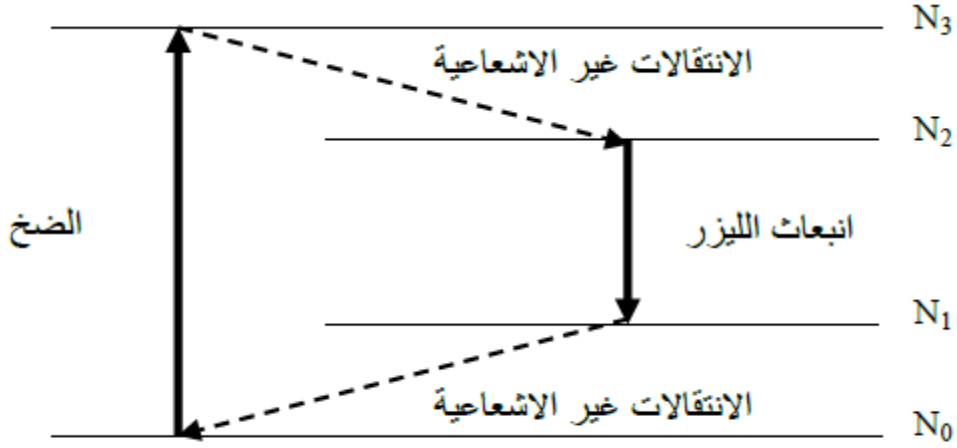 N₃
الانتقالات غير الاشعاعية
N₂
انبعاث الليزر
الضخ
N₁
الانتقالات غير الاشعاعية
N₀